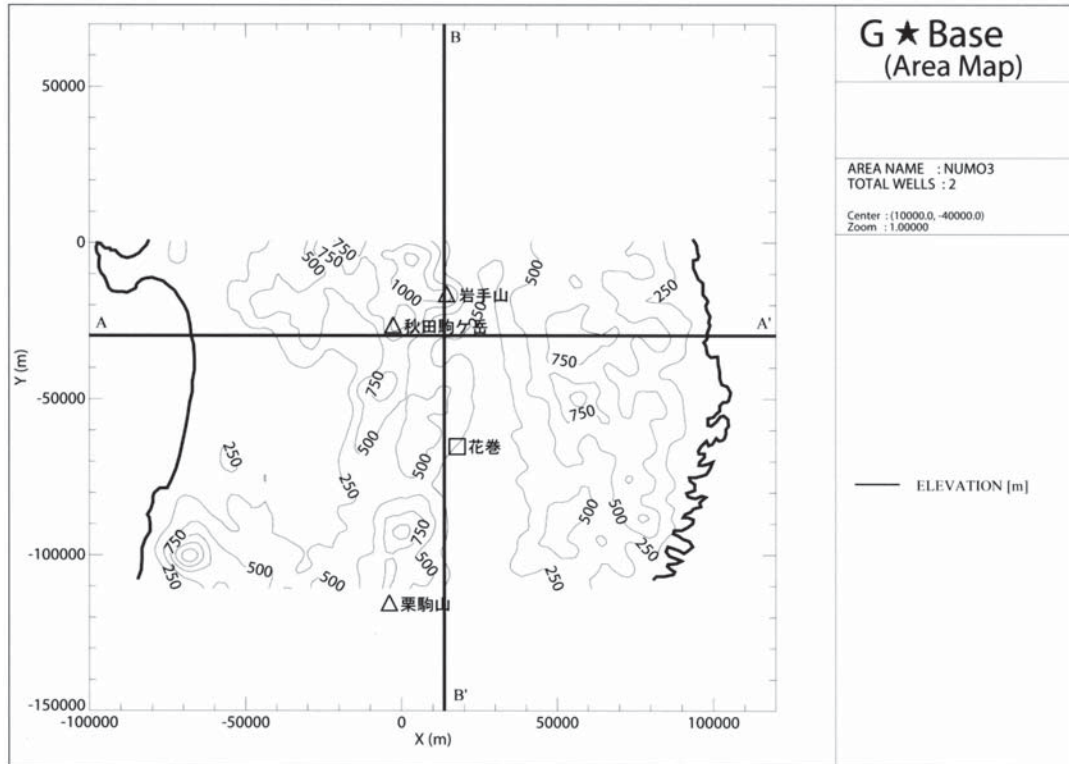 G ★ Base
(Area Map)
AREA NAME : NUMO3
TOTAL WELLS : 2
Center : (10000.0, -40000.0)
Zoom : 1.00000
ELEVATION [m]
B
50000
0
-50000
-100000
-150000
Y (m)
-100000
-50000
0
50000
100000
X (m)
A
A'
B'
750
500
750
1000
岩手山
秋田駒ケ岳
250
500
250
750
750
750
500
500
花巻
250
250
750
250
500
500
750
500
栗駒山
500
500
250
250